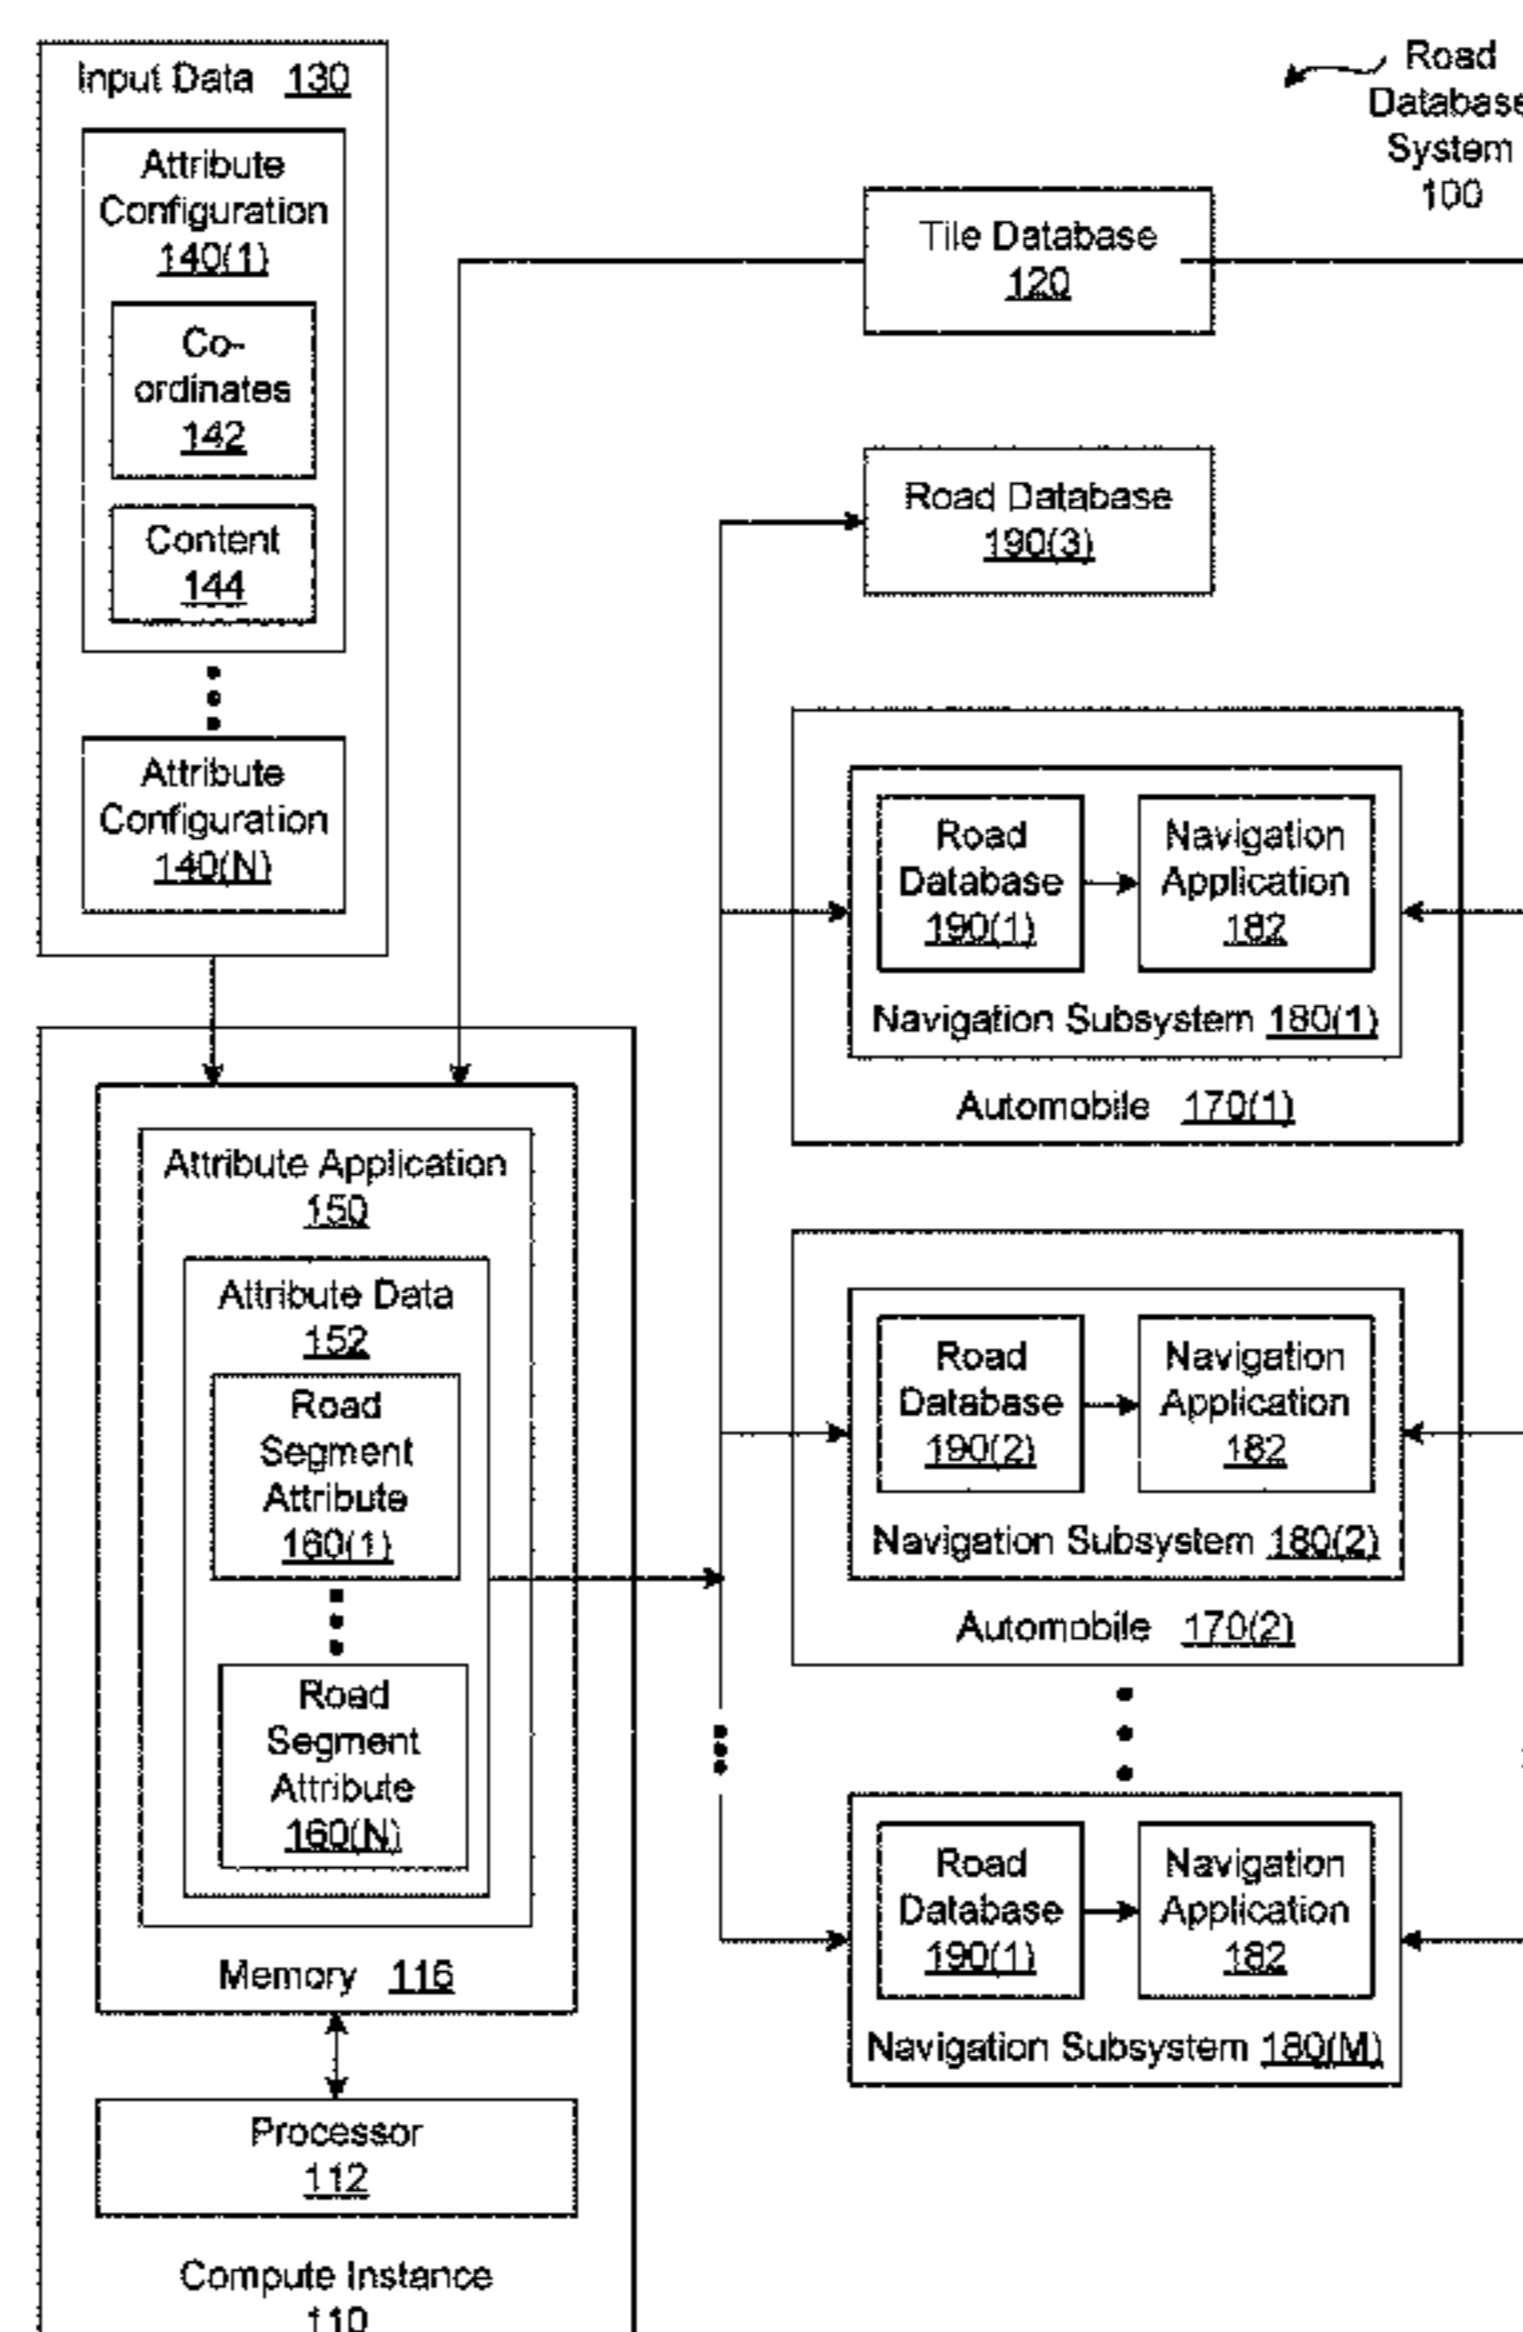 Input Data 130
Attribute
Configuration
140(1)
Co-
ordinates
142
Content
144
Attribute
Configuration
140(N)
Road
Database
System
100
Tile Database
120
Road Database
190(3)
Road
Database
190(1)
Navigation
Application
182
Navigation Subsystem 180(1)
Automobile 170(1)
Attribute Application
150
Attribute Data
152
Road
Segment
Attribute
160(1)
Road
Segment
Attribute
160(N)
Memory 116
Processor
112
Compute Instance
110
Road
Database
190(2)
Navigation
Application
182
Navigation Subsystem 180(2)
Automobile 170(2)
Road
Database
190(1)
Navigation
Application
182
Navigation Subsystem 180(M)